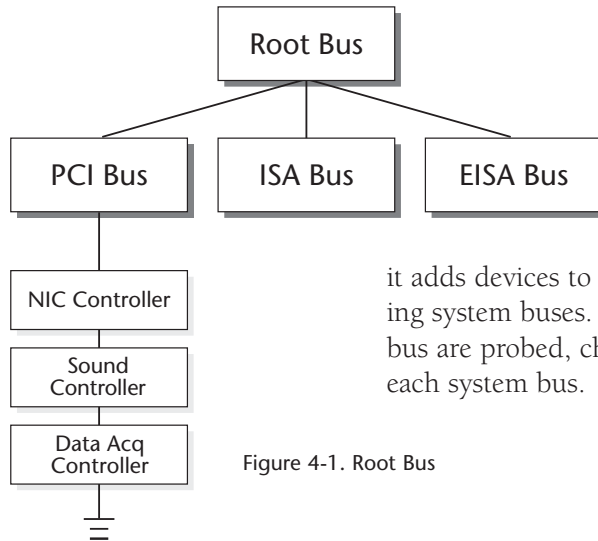 Root Bus
PCI Bus
ISA Bus
EISA Bus
NIC Controller
Sound
Controller
Data Acq
Controller
it adds devices to
ing system buses.
bus are probed,
each system bus.
Figure 4-1. Root Bus